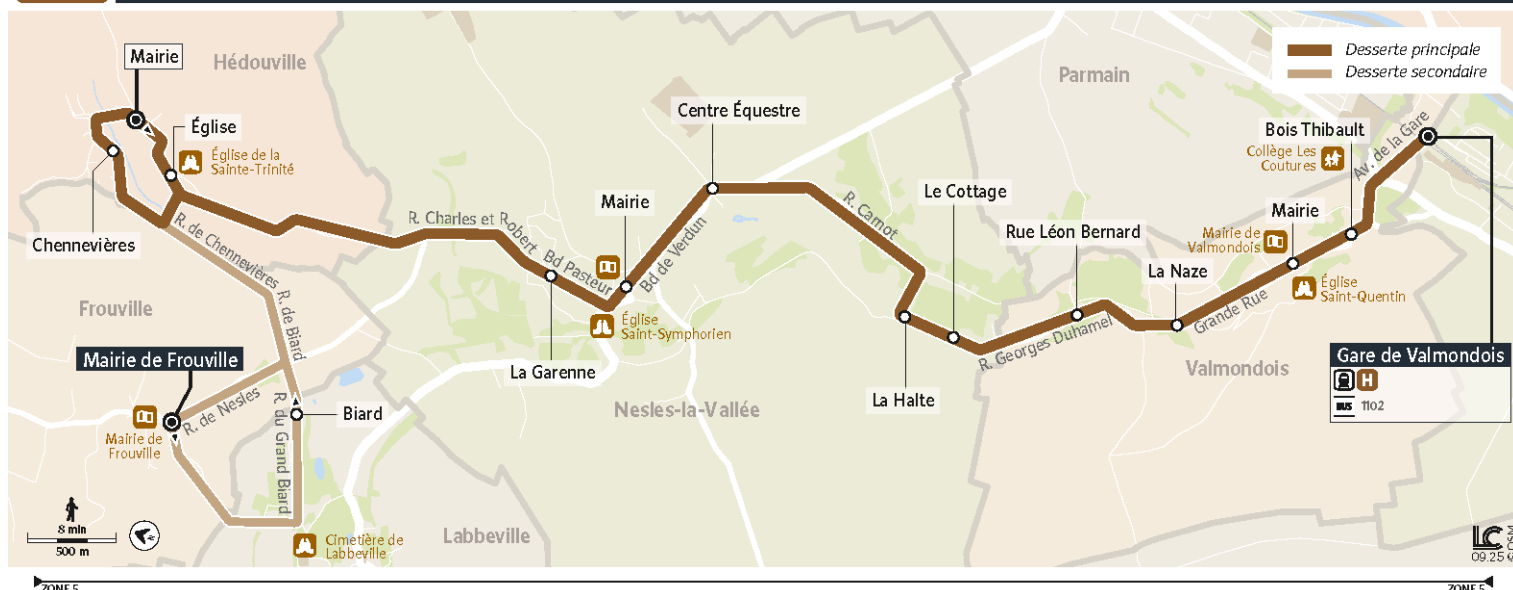 Mairie
Hédouville
Église
Église de la
Sainte-Trinité
Chennevières
R. de Chennevières
R. de Biard
Frouville
Mairie de Frouville
R. de Nesles
Mairie de
Frouville
R. du Grand Biard
Biard
Cimetière de
Labbeville
Labbeville
8 min
500 m
R. Charles et Robert
Bd Pasteur
La Garenne
Mairie
Église
Saint-Symphorien
Bd de Verdun
Centre Équestre
Nesles-la-Vallée
R. Carnot
Le Cottage
La Halte
R. Georges Duhamel
Rue Léon Bernard
La Naze
Grande Rue
Mairie
Mairie de
Valmondois
Église
Saint-Quentin
Valmondois
Parmain
Bois Thibault
Collège Les
Coutures
Av. de la Gare
Desserte principale
Desserte secondaire
Gare de Valmondois
H
BUS 1102
LC
09.25 © OSM
ZONE 5
ZONE 5